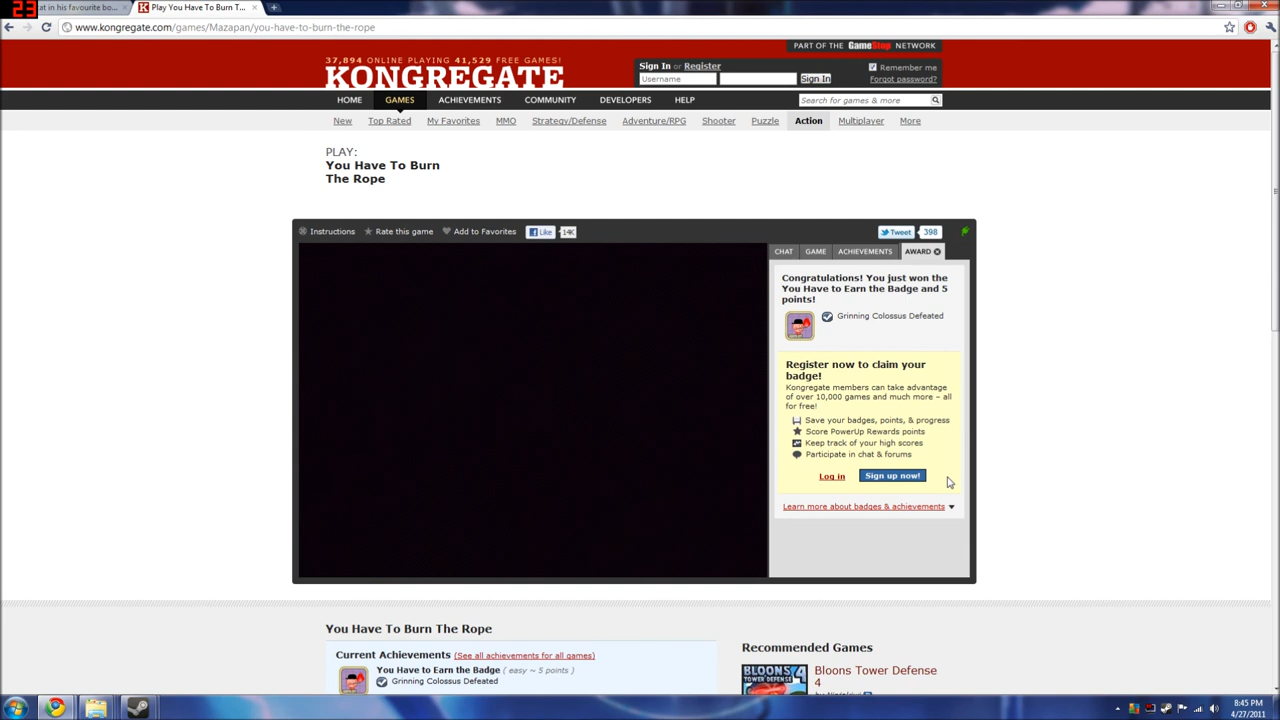 23
at in his favourite bo...
Play You Have To Burn T...
www.kongregate.com/games/Mazapan/you-have-to-burn-the-rope
PART OF THE GameStop NETWORK
37,894 ONLINE PLAYING 41,529 FREE GAMES!
KONGREGATE
Sign In or Register
Remember me
Username
Sign In
Forgot password?
HOME GAMES ACHIEVEMENTS COMMUNITY DEVELOPERS HELP
Search for games & more
New Top Rated My Favorites MMO Strategy/Defense Adventure/RPG Shooter Puzzle Action Multiplayer More
PLAY:
You Have To Burn
The Rope
Instructions Rate this game Add to Favorites Like 14K Tweet 398
CHAT GAME ACHIEVEMENTS AWARD
Congratulations! You just won the
You Have to Earn the Badge and 5
points!
Grinning Colossus Defeated
Register now to claim your
badge!
Kongregate members can take advantage
of over 10,000 games and much more – all
for free!
Save your badges, points, & progress
Score PowerUp Rewards points
Keep track of your high scores
Participate in chat & forums
Log in Sign up now!
Learn more about badges & achievements
You Have To Burn The Rope
Current Achievements (See all achievements for all games)
You Have to Earn the Badge ( easy ~ 5 points )
Grinning Colossus Defeated
Recommended Games
BLOONS
Bloons Tower Defense
4
8:45 PM
4/27/2011